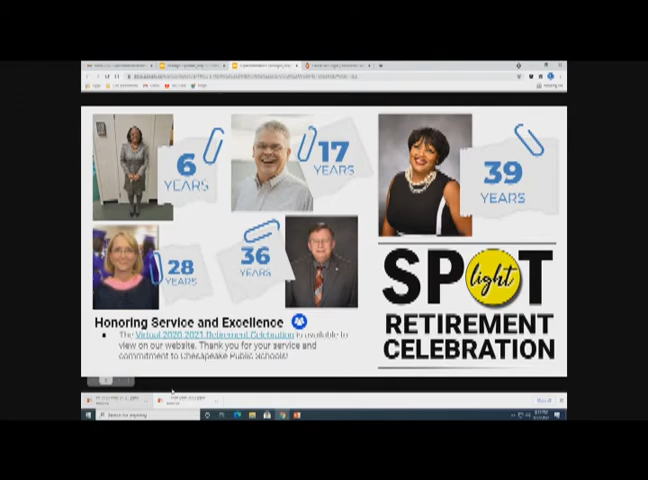 6
YEARS
17
YEARS
39
YEARS
28
YEARS
36
YEARS
SPOT
light
RETIREMENT
CELEBRATION
Honoring Service and Excellence
The Virtual 2020-2021 Retirement Celebration is available to
view on our website. Thank you for your service and
commitment to Chesapeake Public Schools!